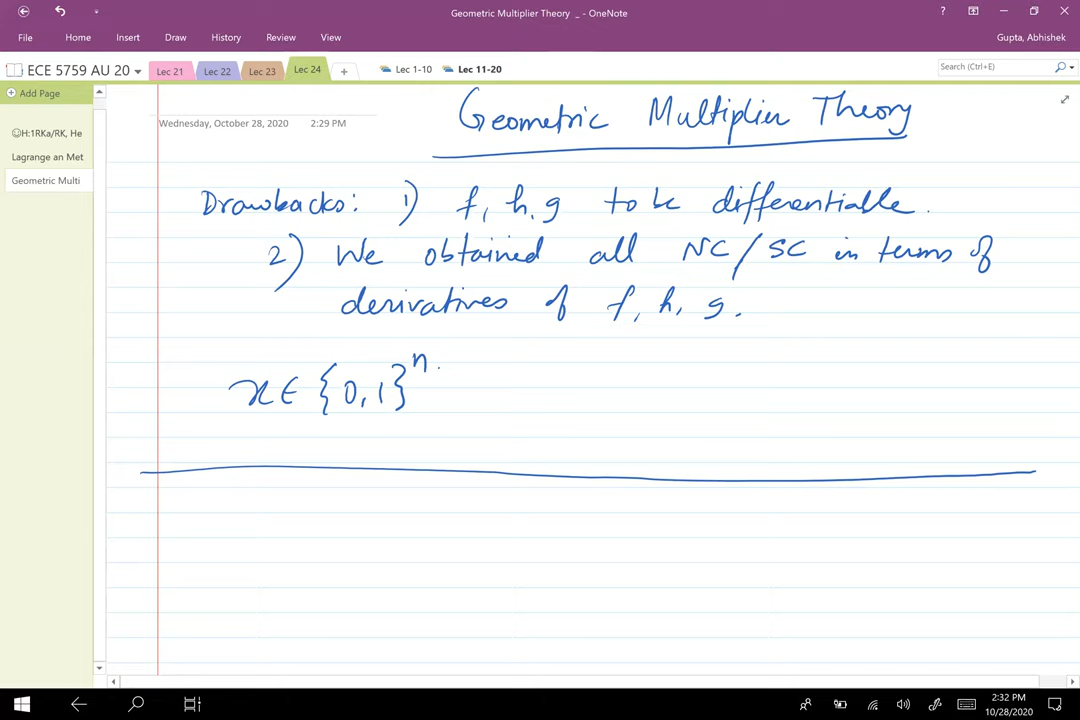 Geometric Multiplier Theory _ - OneNote
File Home Insert Draw History Review View
Gupta, Abhishek
ECE 5759 AU 20
Lec 21 Lec 22 Lec 23 Lec 24 +
Lec 1-10 Lec 11-20
Search (Ctrl+E)
Add Page
☺H:1RKa/RK, He
Lagrange an Met
Geometric Multi
Geometric Multiplier Theory
Wednesday, October 28, 2020 2:29 PM
Drawbacks: 1) f, h, g to be differentiable.
2) We obtained all NC/SC in terms of
derivatives of f, h, g.
x ∈ {0,1}ⁿ.
2:32 PM
10/28/2020